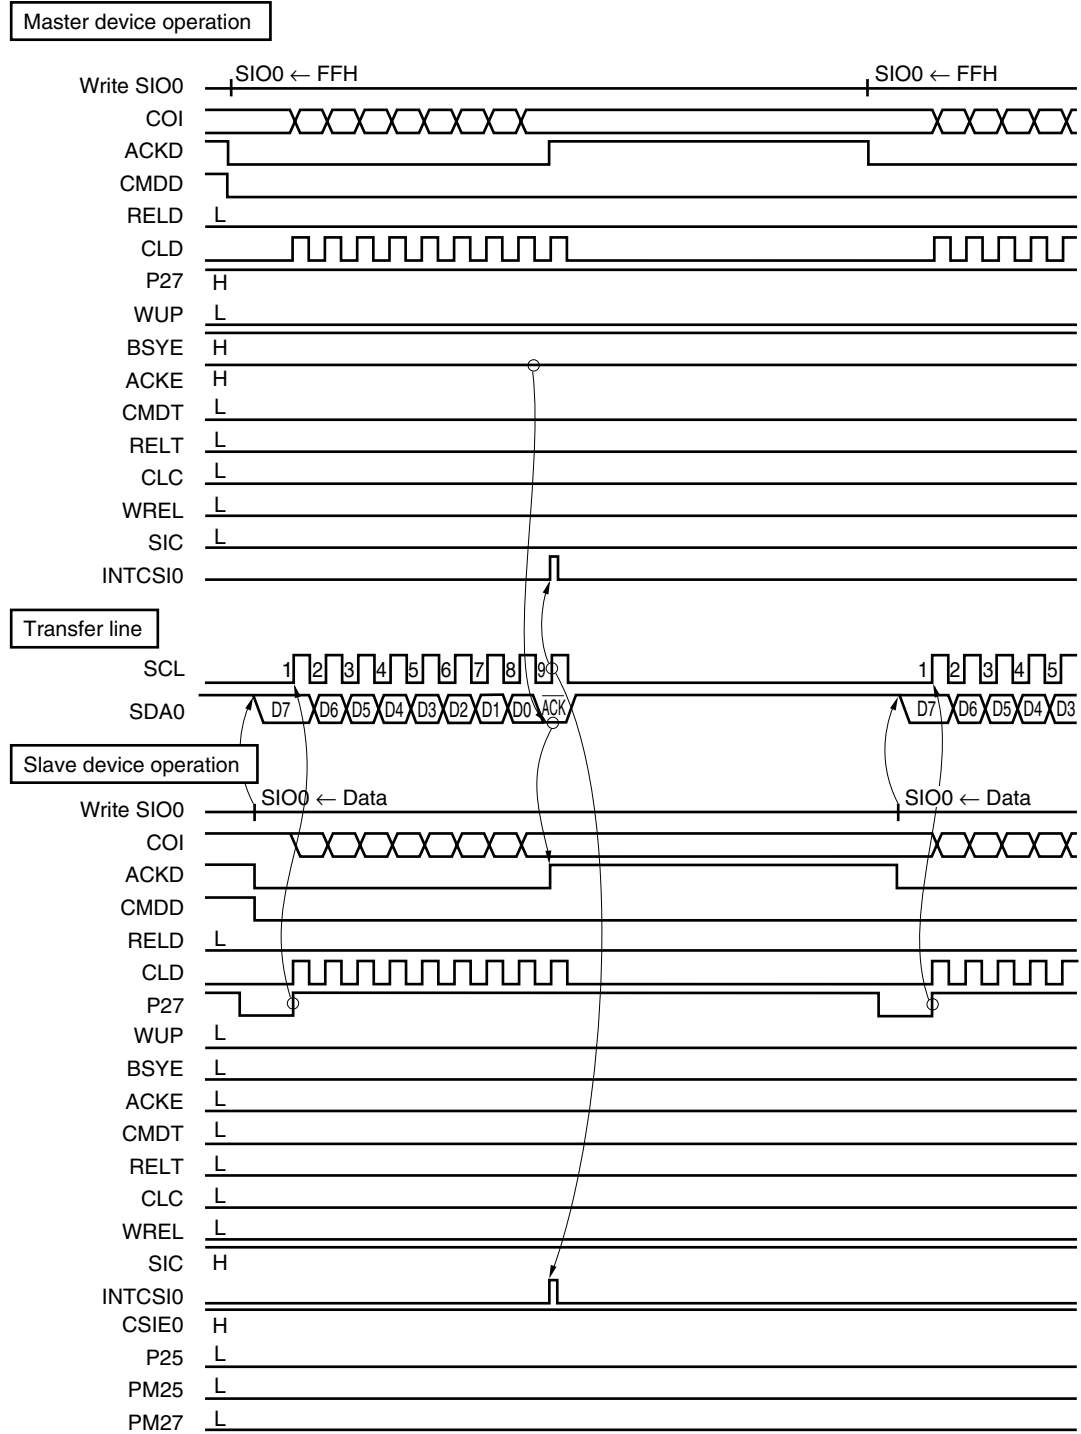 Master device operation
Write SIO0 SIO0 ← FFH SIO0 ← FFH
COI
ACKD
CMDD
RELD L
CLD
P27 H
WUP L
BSYE H
ACKE H
CMDT L
RELT L
CLC L
WREL L
SIC L
INTCSI0
Transfer line
SCL 1 2 3 4 5 6 7 8 9 1 2 3 4 5
SDA0 D7 D6 D5 D4 D3 D2 D1 D0 ACK D7 D6 D5 D4 D3
Slave device operation
Write SIO0 SIO0 ← Data SIO0 ← Data
COI
ACKD
CMDD
RELD L
CLD
P27
WUP L
BSYE L
ACKE L
CMDT L
RELT L
CLC L
WREL L
SIC H
INTCSI0
CSIE0 H
P25 L
PM25 L
PM27 L